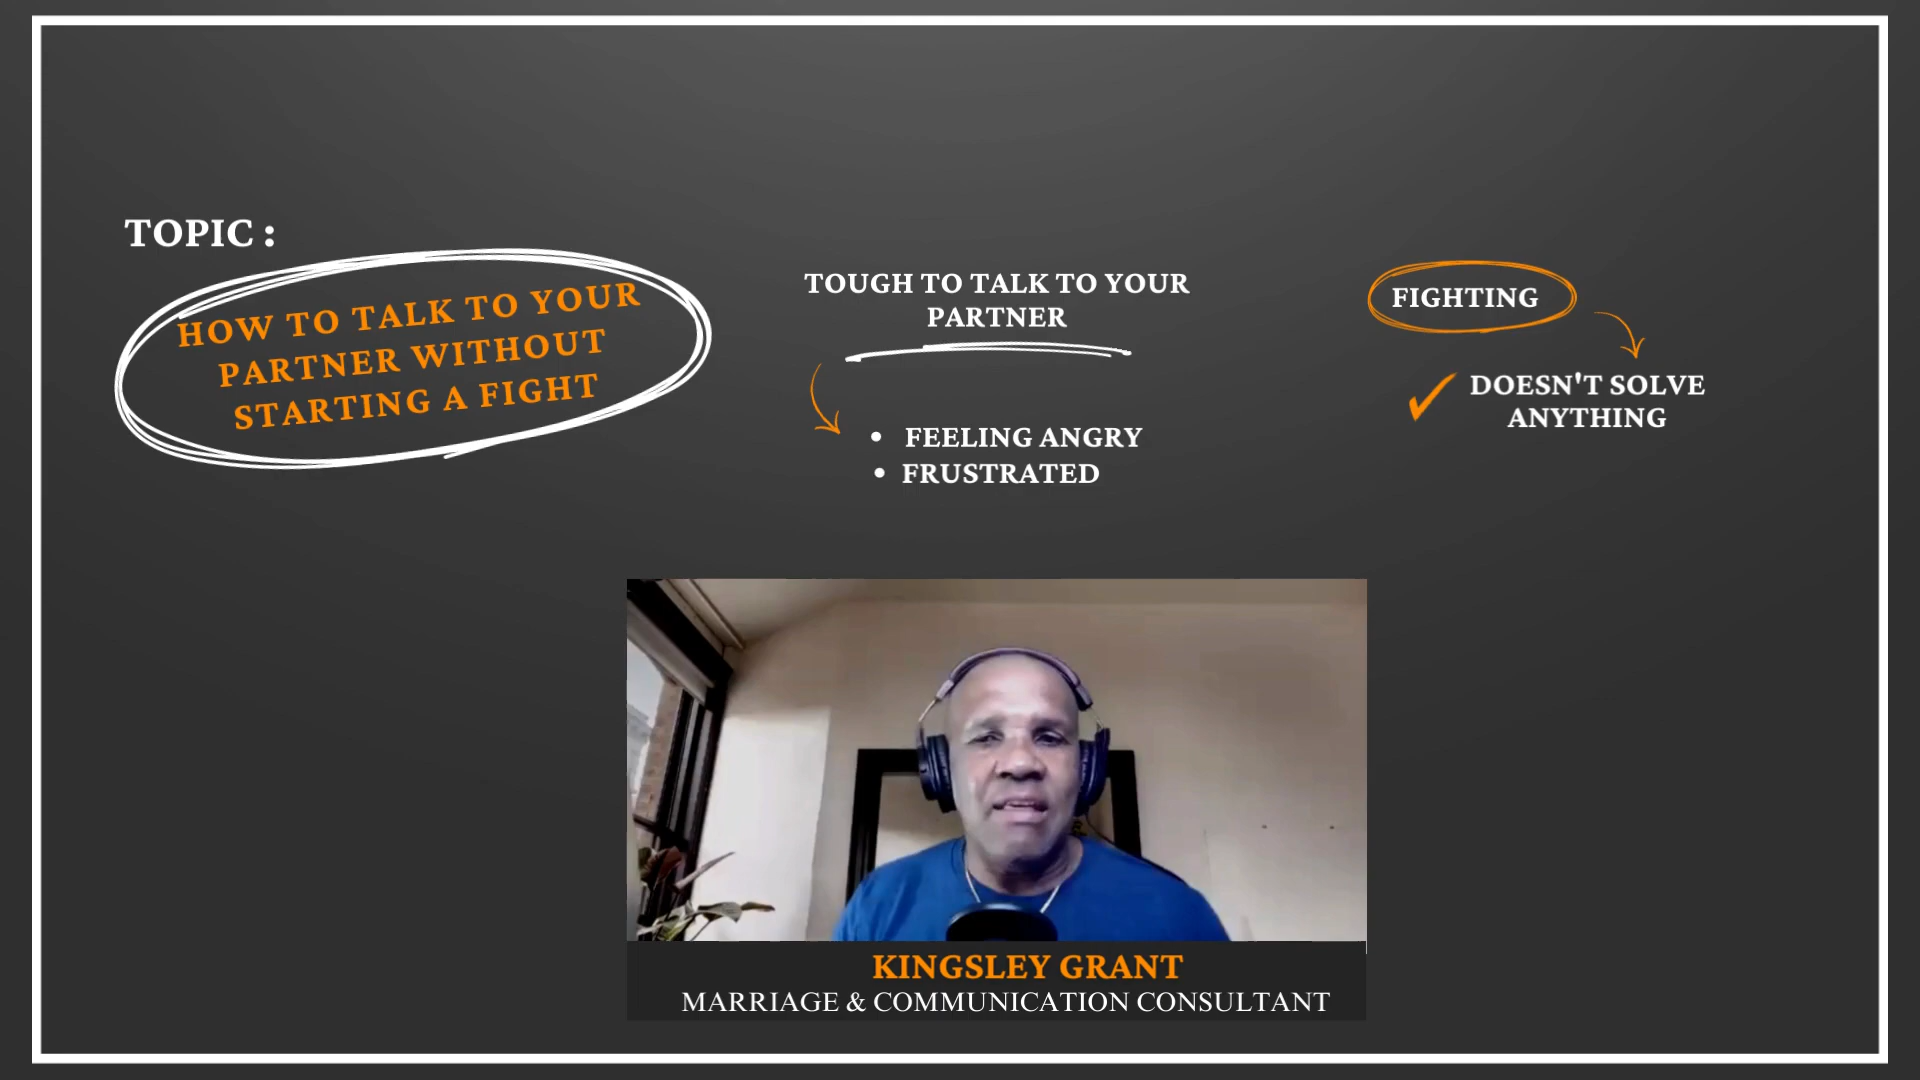 TOPIC :
HOW TO TALK TO YOUR
PARTNER WITHOUT
STARTING A FIGHT
TOUGH TO TALK TO YOUR
PARTNER
• FEELING ANGRY
• FRUSTRATED
FIGHTING
DOESN'T SOLVE
ANYTHING
KINGSLEY GRANT
MARRIAGE & COMMUNICATION CONSULTANT